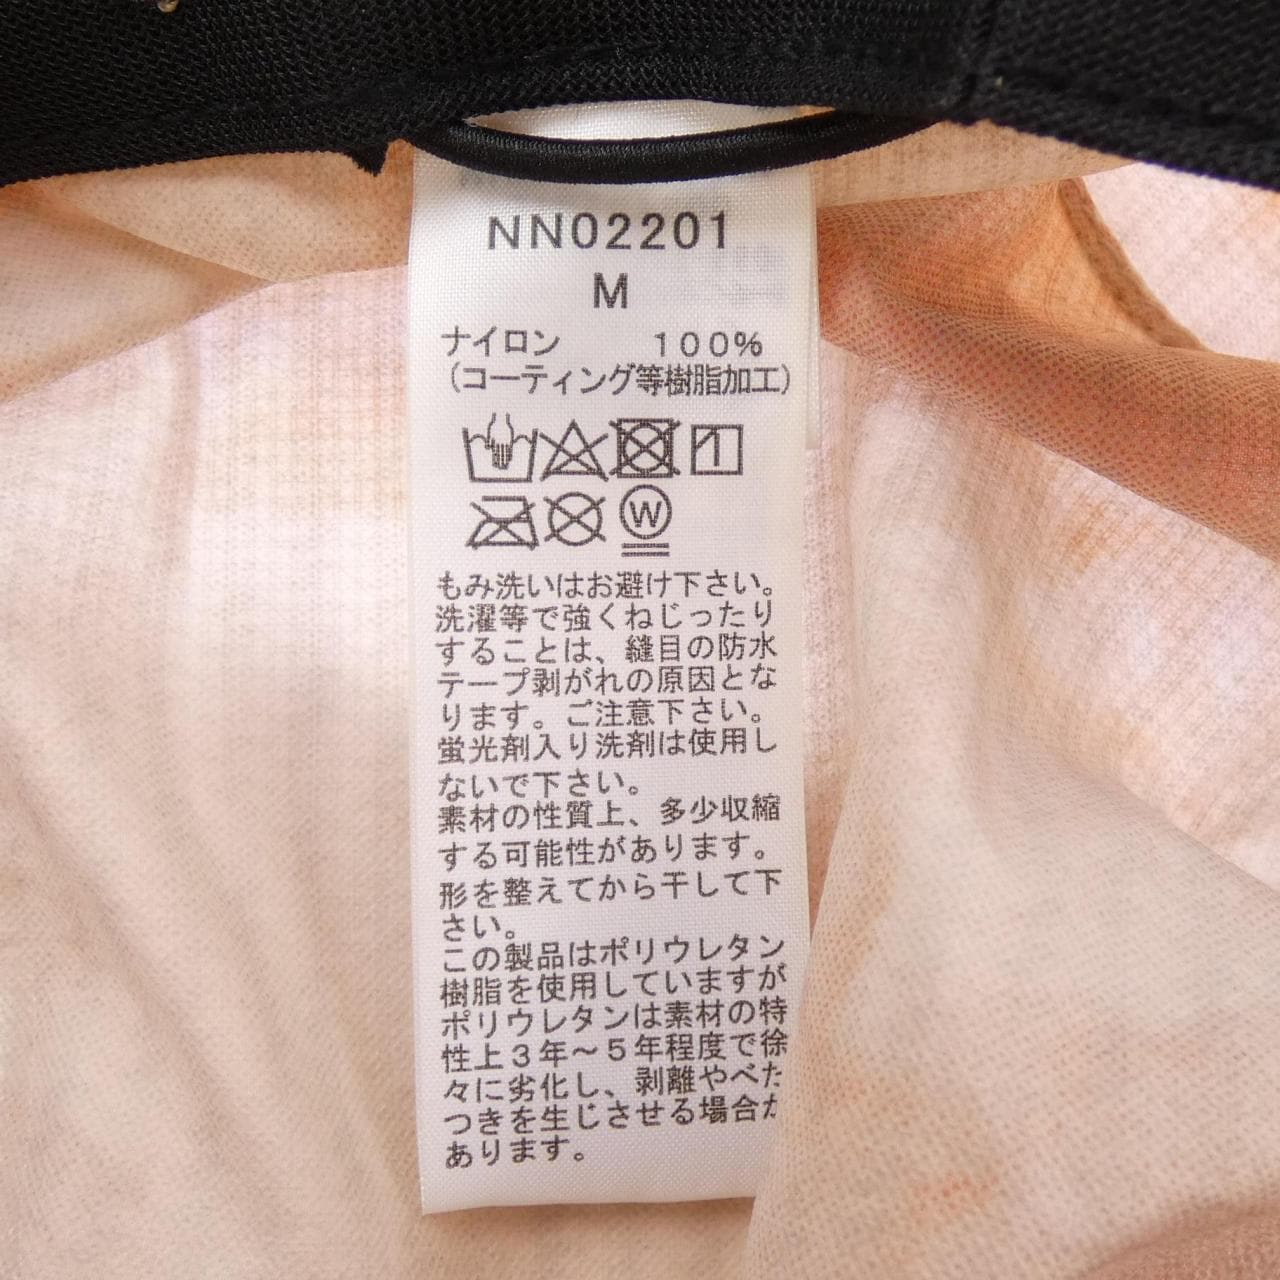 NN02201
M
ナイロン　　　100%
(コーティング等樹脂加工)
W
もみ洗いはお避け下さい。
洗濯等で強くねじったり
することは、縫目の防水
テープ剥がれの原因とな
ります。ご注意下さい。
蛍光剤入り洗剤は使用し
ないで下さい。
素材の性質上、多少収縮
する可能性があります。
形を整えてから干して下
さい。
この製品はポリウレタン
樹脂を使用していますが
ポリウレタンは素材の特
性上３年～５年程度で徐
々に劣化し、剥離やべた
つきを生じさせる場合が
あります。